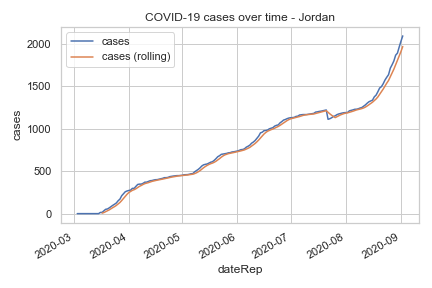 COVID-19 cases over time - Jordan
cases
cases (rolling)
2000
1500
1000
500
0
cases
2020-03
2020-04
2020-05
2020-06
2020-07
2020-08
2020-09
dateRep